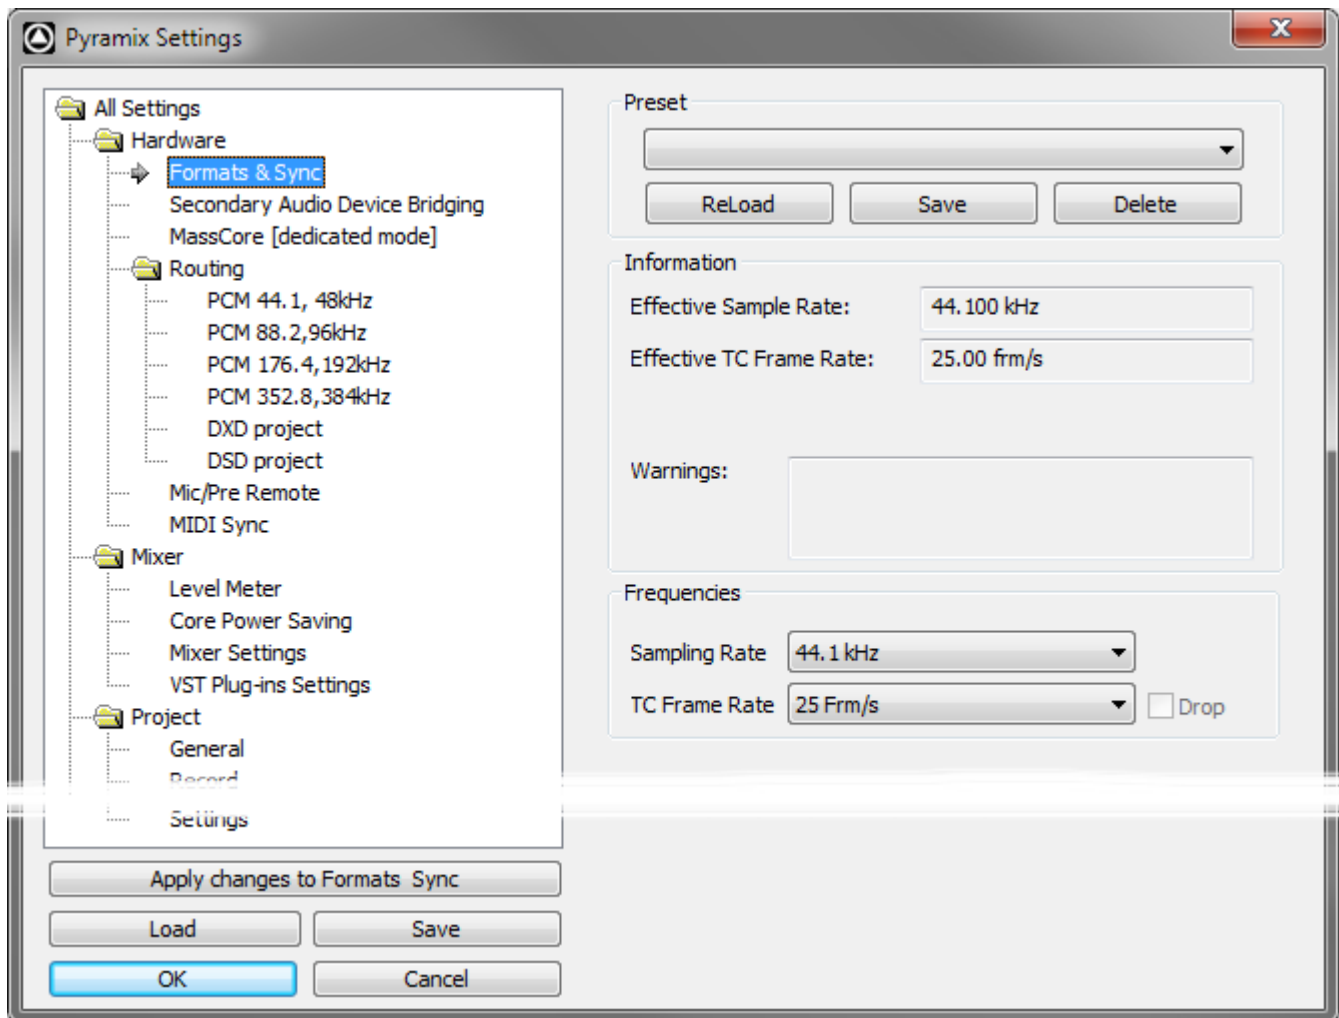 Pyramix Settings
All Settings
Hardware
Formats & Sync
Secondary Audio Device Bridging
MassCore [dedicated mode]
Routing
PCM 44.1, 48kHz
PCM 88.2,96kHz
PCM 176.4,192kHz
PCM 352.8,384kHz
DXD project
DSD project
Mic/Pre Remote
MIDI Sync
Mixer
Level Meter
Core Power Saving
Mixer Settings
VST Plug-ins Settings
Project
General
Record
Settings
Apply changes to Formats  Sync
Load Save
OK Cancel
Preset
ReLoad Save Delete
Information
Effective Sample Rate: 44.100 kHz
Effective TC Frame Rate: 25.00 frm/s
Warnings:
Frequencies
Sampling Rate 44.1 kHz
TC Frame Rate 25 Frm/s Drop